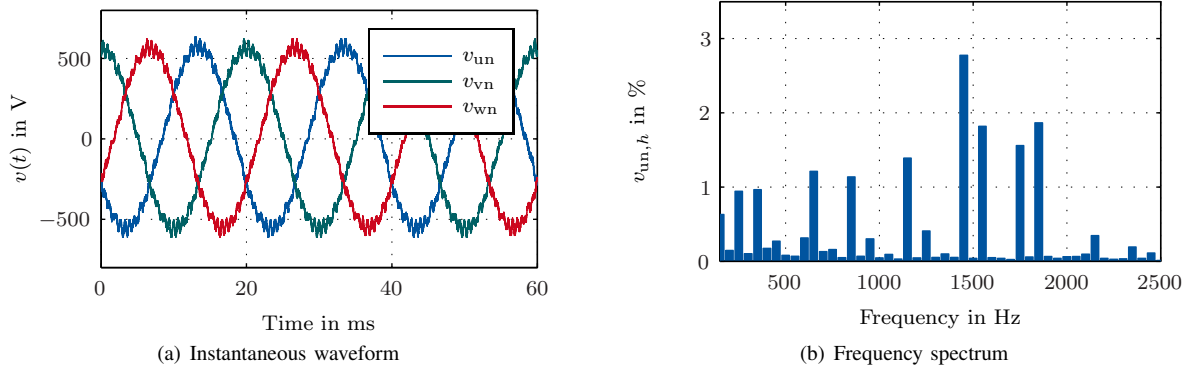 500
0
−500
v(t) in V
v_un
v_vn
v_wn
0 20 40 60
Time in ms
(a) Instantaneous waveform
3
2
1
0
v_un,h in %
500 1000 1500 2000 2500
Frequency in Hz
(b) Frequency spectrum